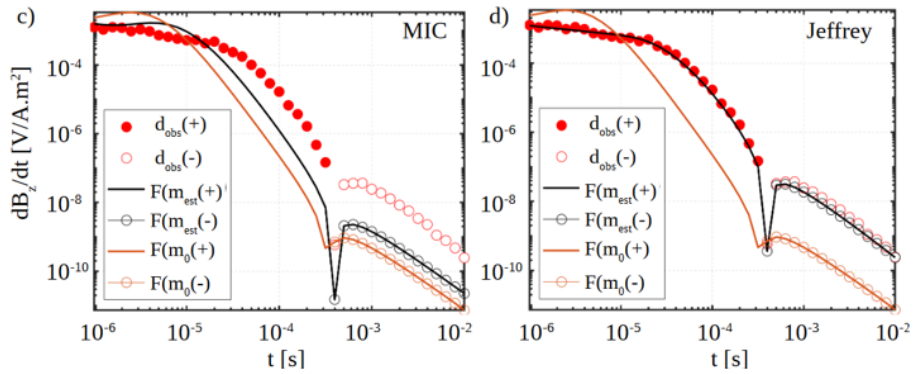 c)
MIC
dB_z/dt [V/A.m²]
10⁻⁴
10⁻⁶
10⁻⁸
10⁻¹⁰
d_obs(+)
d_obs(-)
F(m_est(+)
F(m_est(-)
F(m_0(+)
F(m_0(-)
10⁻⁶
10⁻⁵
10⁻⁴
10⁻³
10⁻²
t [s]
d)
Jeffrey
10⁻⁴
10⁻⁶
10⁻⁸
10⁻¹⁰
d_obs(+)
d_obs(-)
F(m_est(+)
F(m_est(-)
F(m_0(+)
F(m_0(-)
10⁻⁶
10⁻⁵
10⁻⁴
10⁻³
10⁻²
t [s]